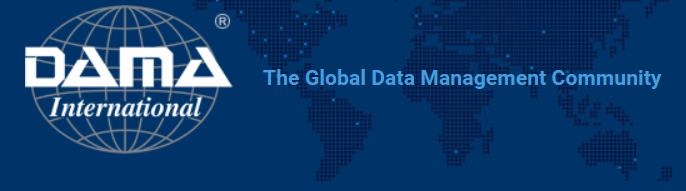 ®
DAMA
International
The Global Data Management Community